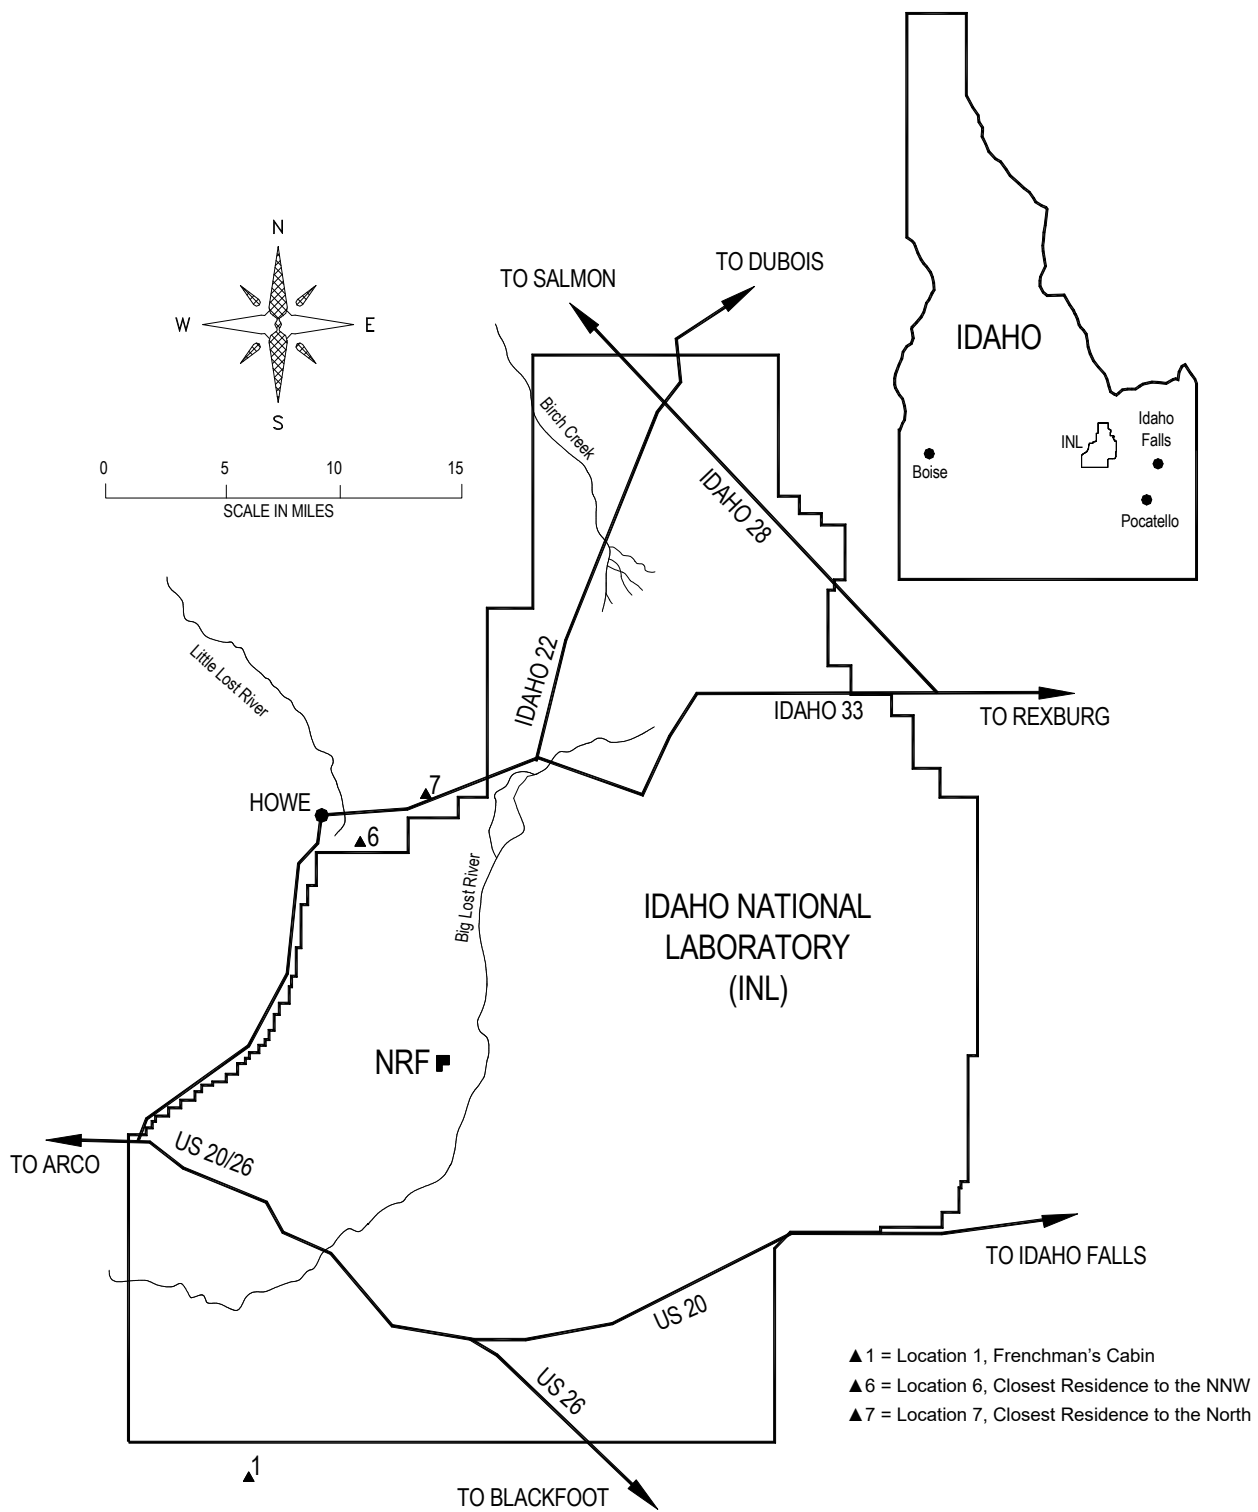 N
W
E
S
0 5 10 15
SCALE IN MILES
TO SALMON
TO DUBOIS
IDAHO
INL
Idaho
Falls
Boise
Pocatello
Birch Creek
IDAHO 28
IDAHO 22
Little Lost River
IDAHO 33
TO REXBURG
▲7
HOWE
▲6
Big Lost River
IDAHO NATIONAL
LABORATORY
(INL)
NRF
US 20/26
TO ARCO
TO IDAHO FALLS
US 20
US 26
▲1
TO BLACKFOOT
▲1 = Location 1, Frenchman's Cabin
▲6 = Location 6, Closest Residence to the NNW
▲7 = Location 7, Closest Residence to the North